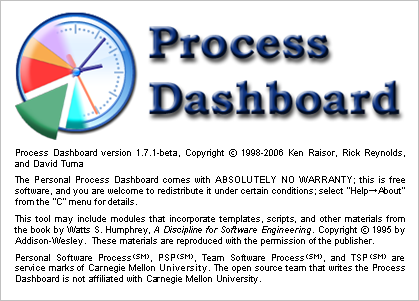 Process
Dashboard
Process Dashboard version 1.7.1-beta, Copyright © 1998-2006 Ken Raisor, Rick Reynolds,
and David Tuma
The Personal Process Dashboard comes with ABSOLUTELY NO WARRANTY; this is free
software, and you are welcome to redistribute it under certain conditions; select "Help→About"
from the "C" menu for details.
This tool may include modules that incorporate templates, scripts, and other materials from
the book by Watts S. Humphrey, A Discipline for Software Engineering. Copyright © 1995 by
Addison-Wesley. These materials are reproduced with the permission of the publisher.
Personal Software Process(SM), PSP(SM), Team Software Process(SM), and TSP(SM) are
service marks of Carnegie Mellon University. The open source team that writes the Process
Dashboard is not affiliated with Carnegie Mellon University.